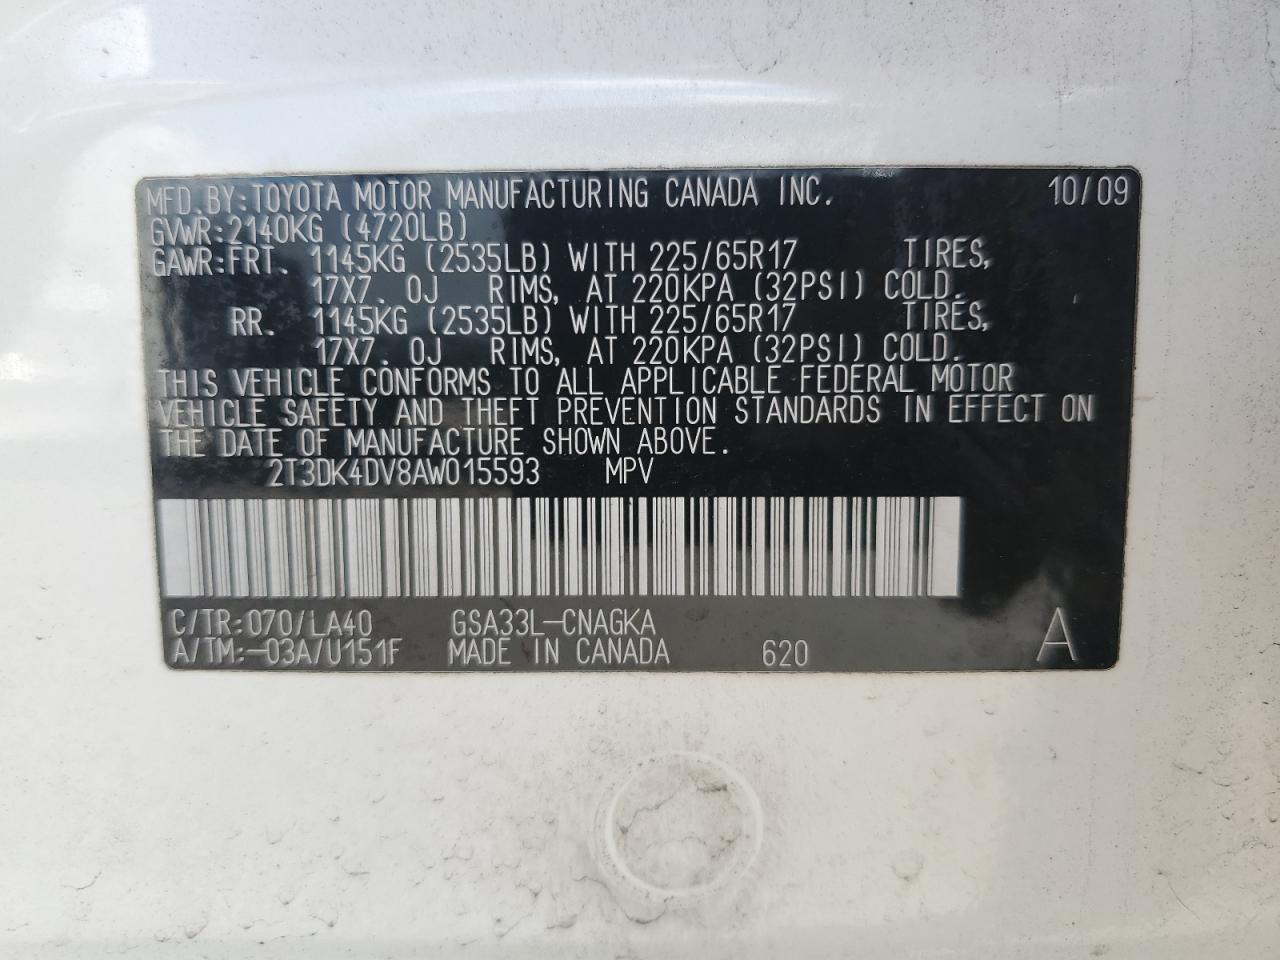 MFD.BY:TOYOTA MOTOR MANUFACTURING CANADA INC. 10/09
GVWR:2140KG (4720LB)
GAWR:FRT. 1145KG (2535LB) WITH 225/65R17 TIRES,
17X7. 0J RIMS, AT 220KPA (32PSI) COLD.
RR. 1145KG (2535LB) WITH 225/65R17 TIRES,
17X7. 0J RIMS, AT 220KPA (32PSI) COLD.
THIS VEHICLE CONFORMS TO ALL APPLICABLE FEDERAL MOTOR
VEHICLE SAFETY AND THEFT PREVENTION STANDARDS IN EFFECT ON
THE DATE OF MANUFACTURE SHOWN ABOVE.
2T3DK4DV8AW015593 MPV
C/TR:070/LA40 GSA33L-CNAGKA
A/TM:-03A/U151F MADE IN CANADA 620 A